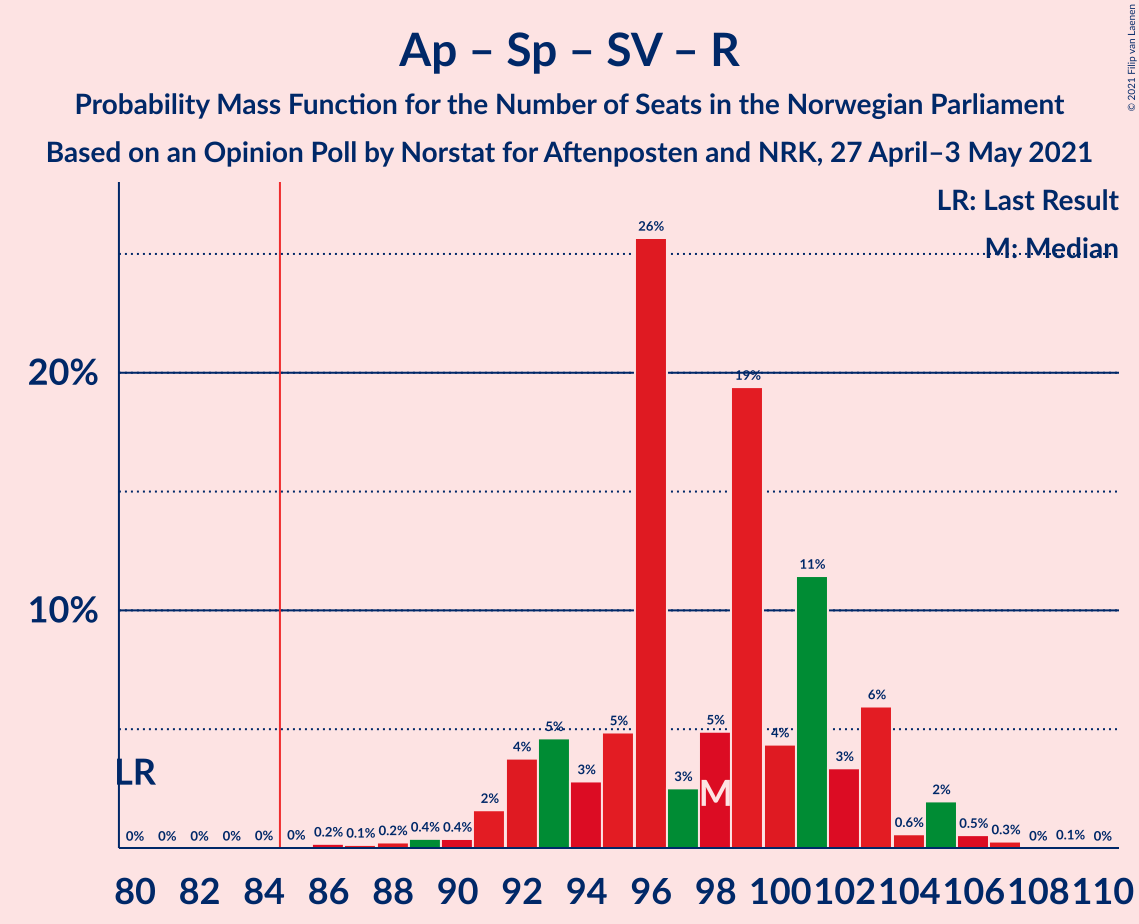 © 2021 Filip van Laenen
Ap – Sp – SV – R
Probability Mass Function for the Number of Seats in the Norwegian Parliament
Based on an Opinion Poll by Norstat for Aftenposten and NRK, 27 April–3 May 2021
LR: Last Result
M: Median
26%
20%
19%
11%
10%
6%
5%
5%
5%
4%
4%
3%
3%
3%
LR
M
2%
2%
0% 0% 0% 0% 0% 0% 0.2% 0.1% 0.2% 0.4% 0.4% 0.6% 0.5% 0.3% 0% 0.1% 0%
80 82 84 86 88 90 92 94 96 98 100 102 104 106 108 110